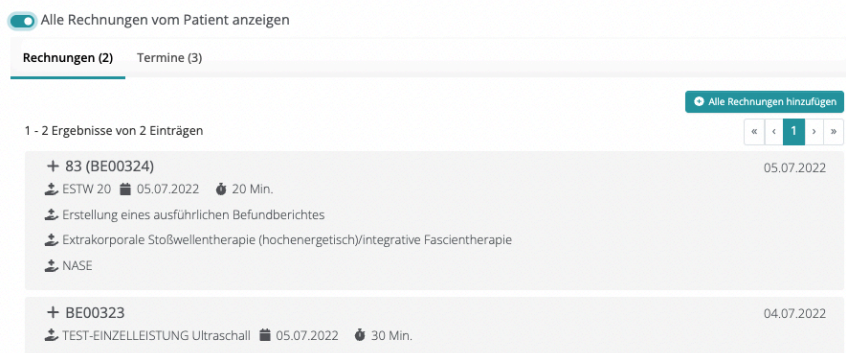 Alle Rechnungen vom Patient anzeigen
Rechnungen (2) Termine (3)
Alle Rechnungen hinzufügen
1 - 2 Ergebnisse von 2 Einträgen « ‹ 1 › »
83 (BE00324) 05.07.2022
ESTW 20 05.07.2022 20 Min.
Erstellung eines ausführlichen Befundberichtes
Extrakorporale Stoßwellentherapie (hochenergetisch)/integrative Fascientherapie
NASE
BE00323 04.07.2022
TEST-EINZELLEISTUNG Ultraschall 05.07.2022 30 Min.